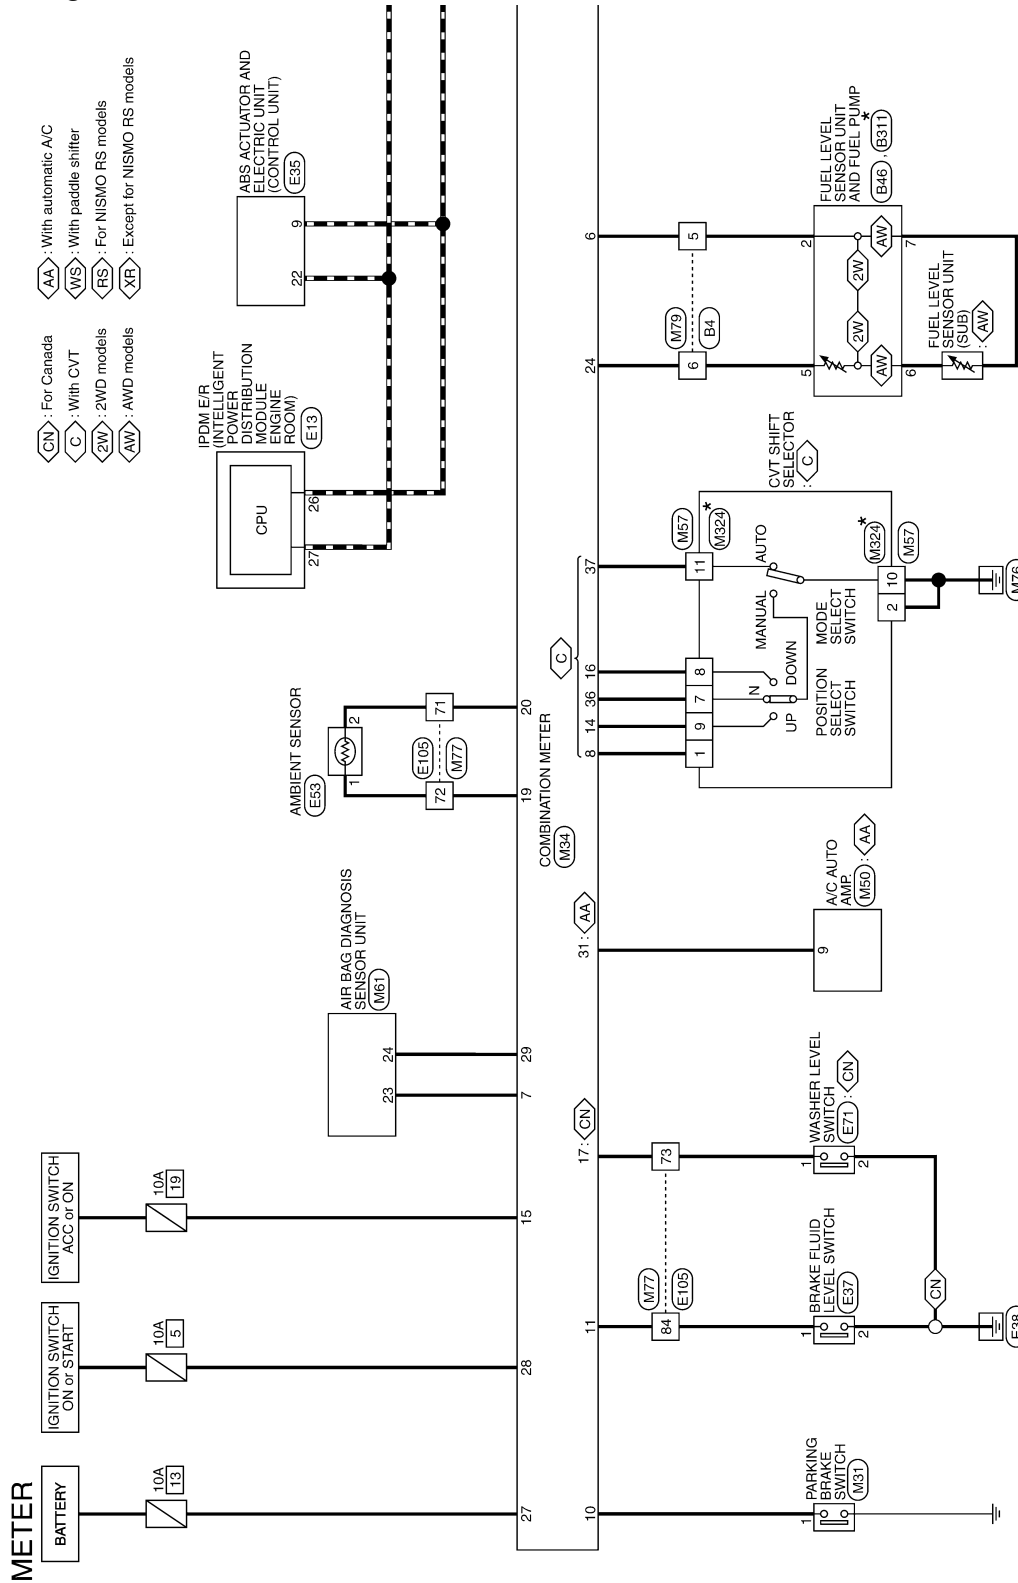 METER
BATTERY
IGNITION SWITCH
ON or START
IGNITION SWITCH
ACC or ON
10A
13
10A
5
10A
19
CN : For Canada
C : With CVT
2W : 2WD models
AW : AWD models
AA : With automatic A/C
WS : With paddle shifter
RS : For NISMO RS models
XR : Except for NISMO RS models
AIR BAG DIAGNOSIS
SENSOR UNIT
M61
23
24
AMBIENT SENSOR
E53
1
2
72
E105
M77
71
IPDM E/R
(INTELLIGENT
POWER
DISTRIBUTION
MODULE
ENGINE
ROOM)
E13
CPU
27
26
ABS ACTUATOR AND
ELECTRIC UNIT
(CONTROL UNIT)
E35
22
9
27
28
15
7
29
19
20
COMBINATION METER
M34
10
11
17 : CN
31 : AA
8
14
36
16
C
37
24
6
PARKING
BRAKE
SWITCH
M31
1
84
M77
E105
73
BRAKE FLUID
LEVEL SWITCH
E37
1
2
WASHER LEVEL
SWITCH
E71 : CN
1
2
CN
A/C AUTO
AMP.
M50 : AA
9
CVT SHIFT
SELECTOR
: C
M57
M324 *
1
9
7
8
11
UP
N
DOWN
MANUAL
AUTO
POSITION
SELECT
SWITCH
MODE
SELECT
SWITCH
2
10
M324 *
M57
M76
6
M79
B4
5
FUEL LEVEL
SENSOR UNIT
AND FUEL PUMP
B46 , B311 *
5
2
2W
2W
AW
AW
6
7
FUEL LEVEL
SENSOR UNIT
(SUB)
: AW